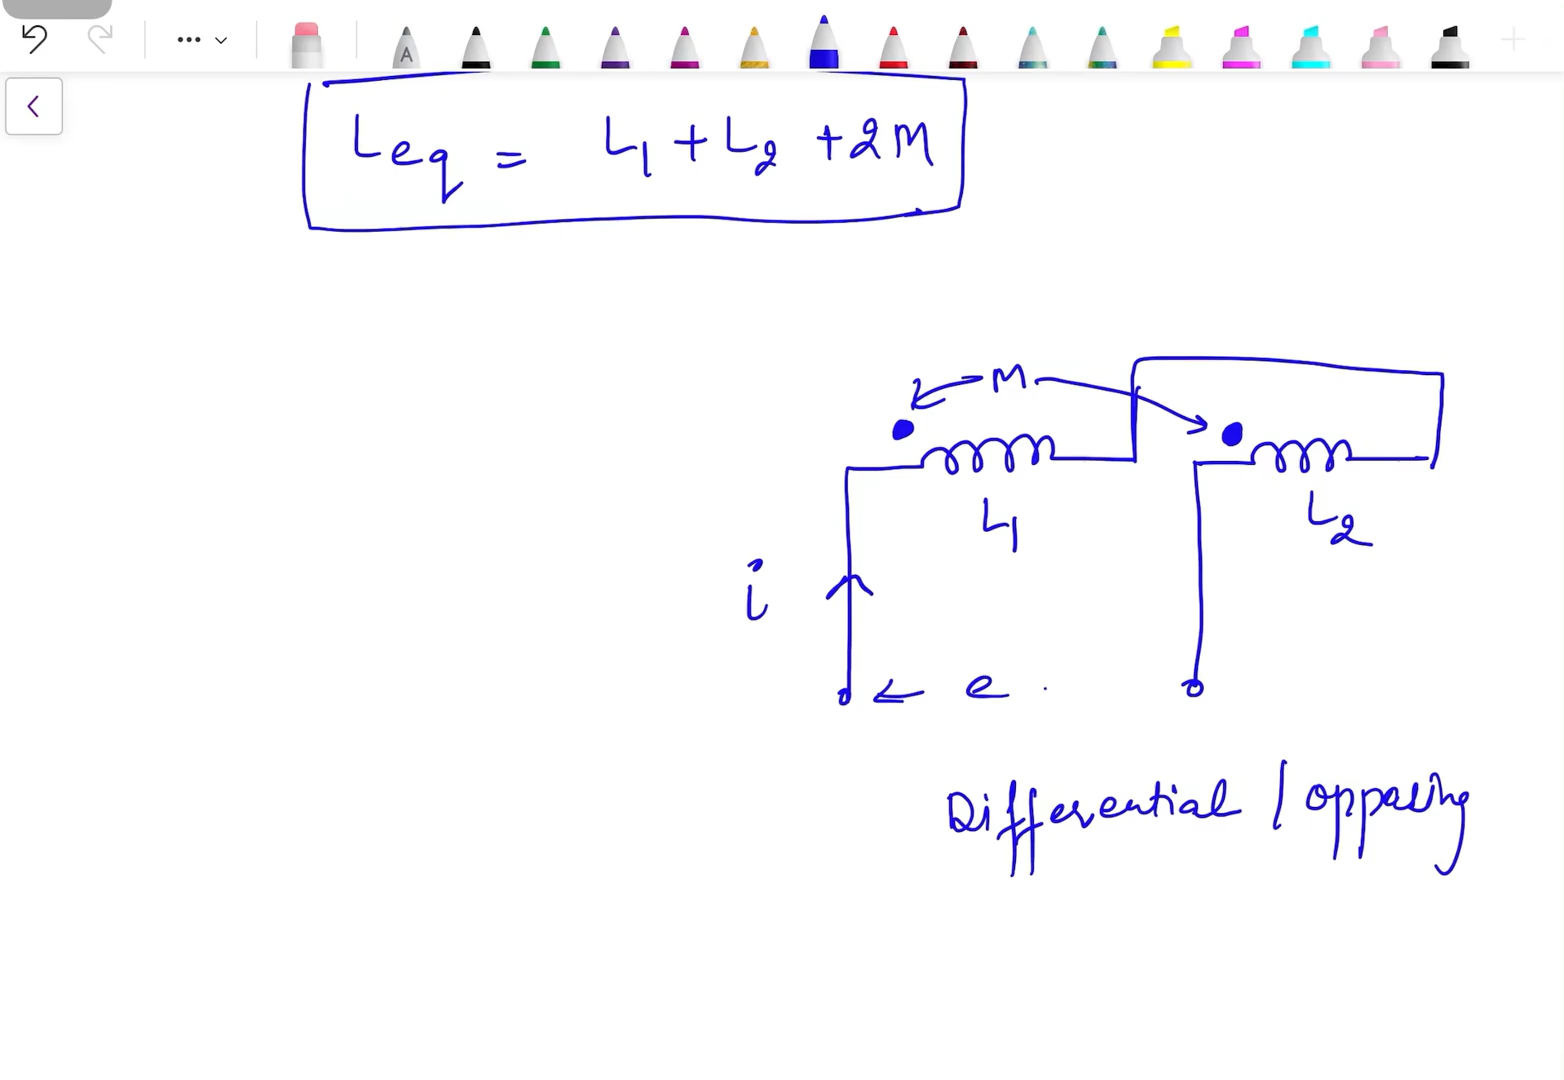 A
Leq = L1 + L2 + 2M
M
L1
L2
i
e
Differential / opposing